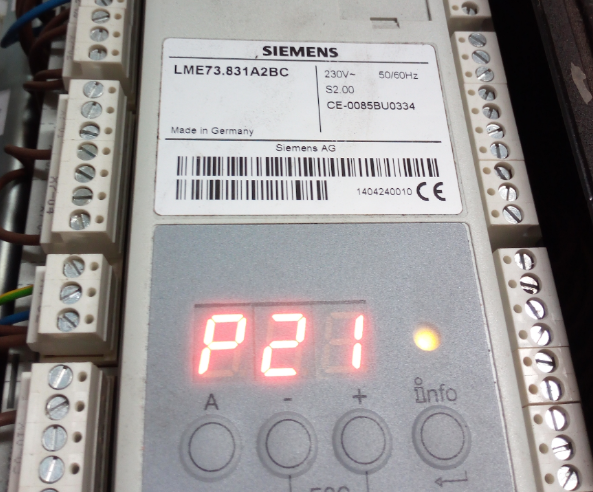 SIEMENS
LME73.831A2BC
230V~ 50/60Hz
S2.00
CE-0085BU0334
Made in Germany
Siemens AG
1404240010 CE
P21
A - + info